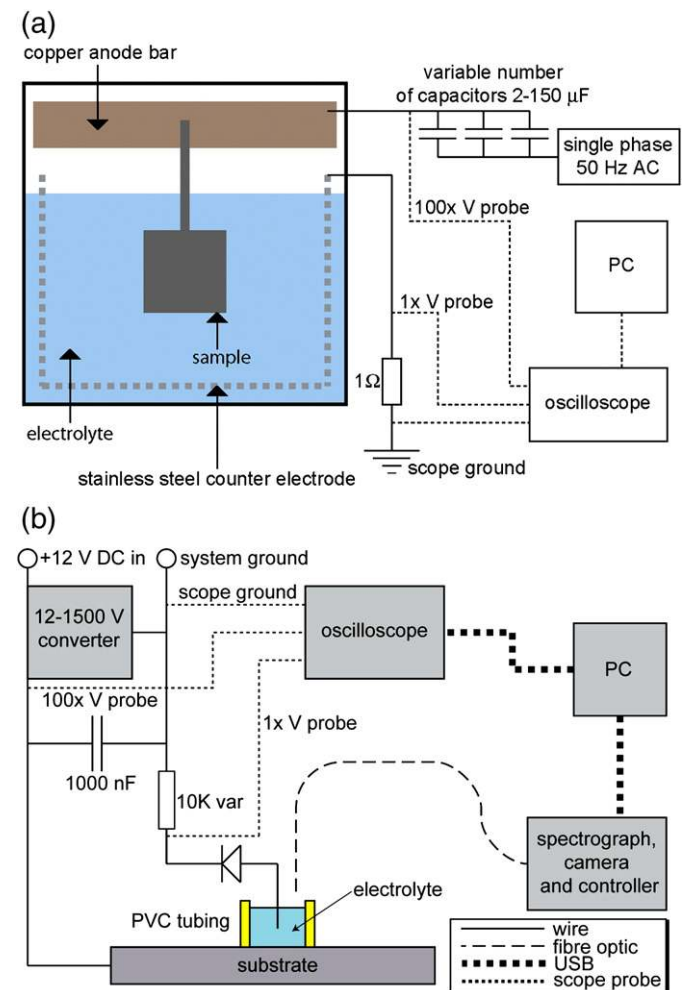 (a)
copper anode bar
variable number
of capacitors 2-150 μF
single phase
50 Hz AC
100x V probe
PC
1x V probe
sample
1Ω
oscilloscope
electrolyte
scope ground
stainless steel counter electrode
(b)
+12 V DC in
system ground
scope ground
12-1500 V
converter
oscilloscope
PC
100x V probe
1x V probe
1000 nF
10K var
spectrograph,
camera
and controller
electrolyte
PVC tubing
substrate
wire
fibre optic
USB
scope probe